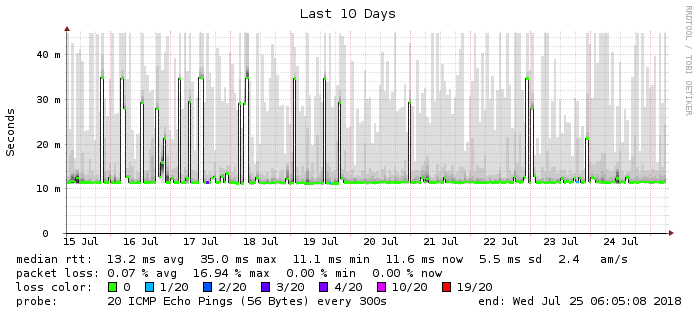 Last 10 Days
RRDTOOL / TOBI OETIKER
Seconds
40 m
30 m
20 m
10 m
0
15 Jul 16 Jul 17 Jul 18 Jul 19 Jul 20 Jul 21 Jul 22 Jul 23 Jul 24 Jul
median rtt: 13.2 ms avg 35.0 ms max 11.1 ms min 11.6 ms now 5.5 ms sd 2.4 am/s
packet loss: 0.07 % avg 16.94 % max 0.00 % min 0.00 % now
loss color: 0 1/20 2/20 3/20 4/20 10/20 19/20
probe: 20 ICMP Echo Pings (56 Bytes) every 300s end: Wed Jul 25 06:05:08 2018